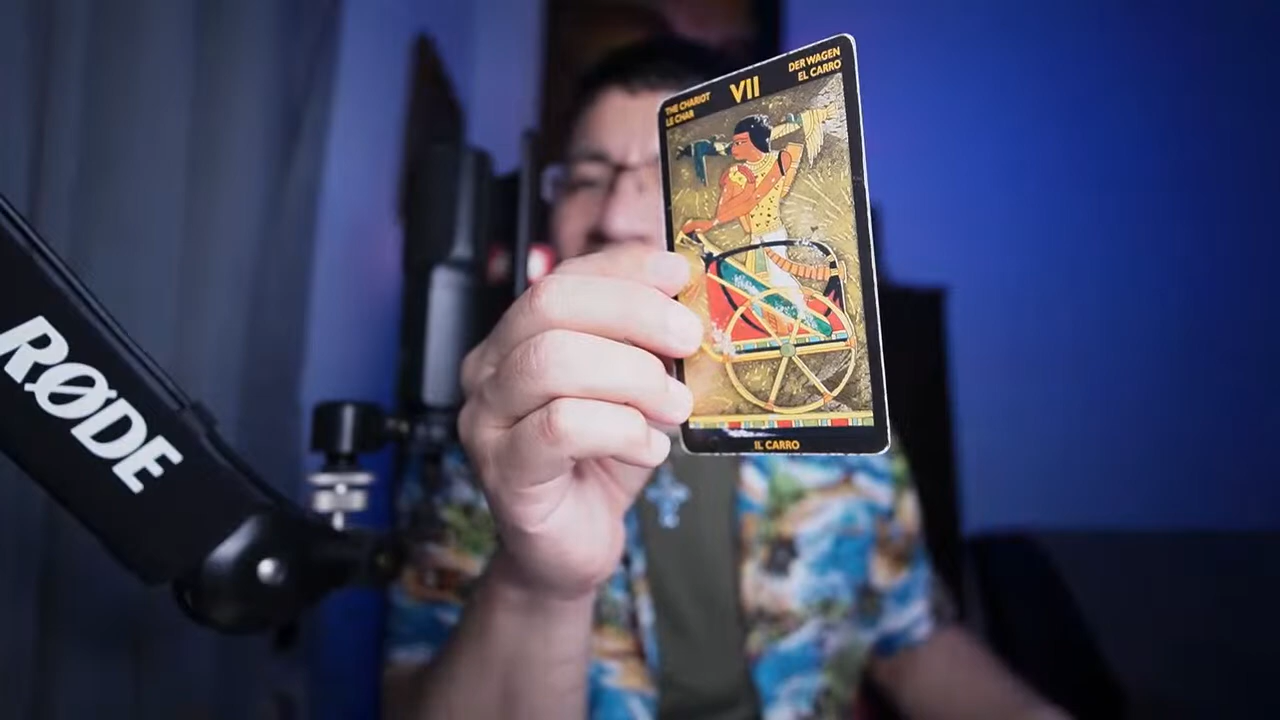 THE CHARIOT
LE CHAR
VII
DER WAGEN
EL CARRO
IL CARRO
RØDE